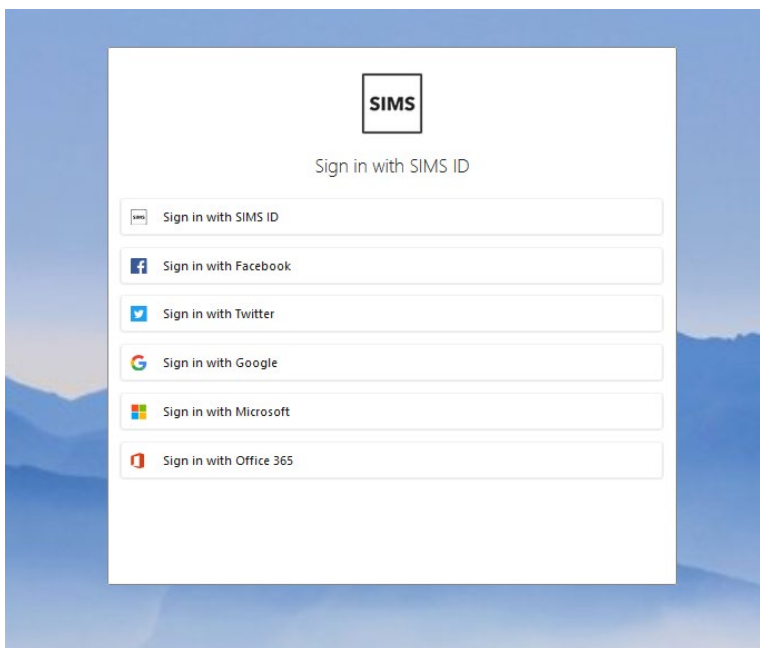 SIMS
Sign in with SIMS ID
SIMS Sign in with SIMS ID
Sign in with Facebook
Sign in with Twitter
Sign in with Google
Sign in with Microsoft
Sign in with Office 365